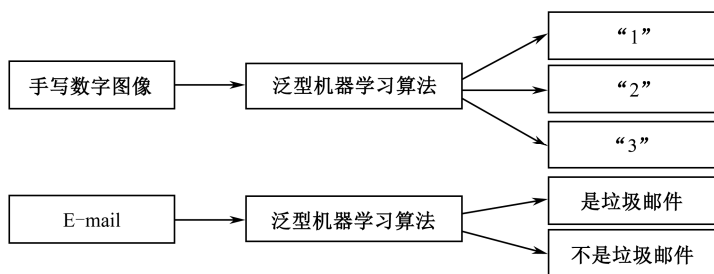 手写数字图像
泛型机器学习算法
“1”
“2”
“3”
E-mail
泛型机器学习算法
是垃圾邮件
不是垃圾邮件